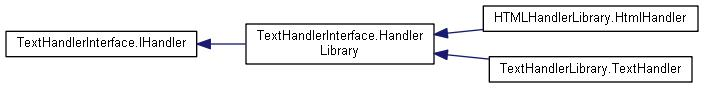 TextHandlerInterface.IHandler
TextHandlerInterface.Handler
Library
HTMLHandlerLibrary.HtmlHandler
TextHandlerLibrary.TextHandler